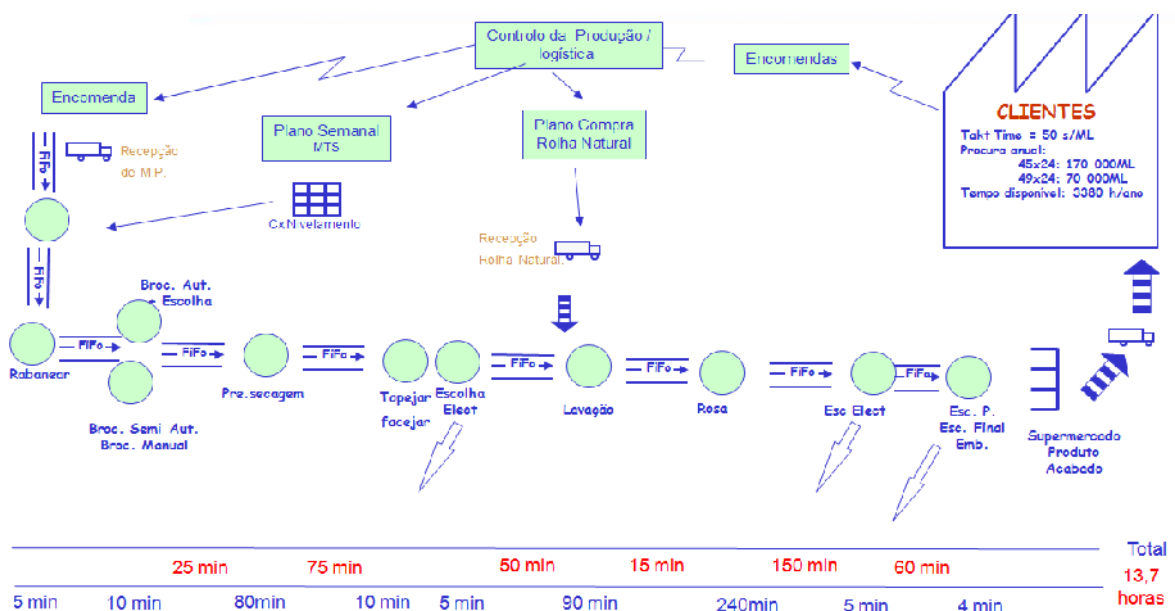 Controlo da Produção /
logística
Encomendas
Encomenda
Plano Semanal
MTS
Plano Compra
Rolha Natural
CLIENTES
Takt Time = 50 s/ML
Procura anual:
45x24: 170 000ML
49x24: 70 000ML
Tempo disponível: 3380 h/ano
FiFo
Recepção
de M.P.
Cx Nivelamento
Recepção
Rolha Natural.
FiFo
Broc. Aut.
Escolha
Rabanear
FiFo
Broc. Semi Aut.
Broc. Manual
FiFo
Pre.secagem
FiFo
Topejar
facejar
Escolha
Elect
FiFo
Lavação
FiFo
Rosa
FiFo
Esc Elect
FiFo
Esc. P.
Esc. Final
Emb.
Supermercado
Produto
Acabado
25 min
75 min
50 min
15 min
150 min
60 min
Total
13,7
horas
5 min
10 min
80min
10 min
5 min
90 min
240min
5 min
4 min